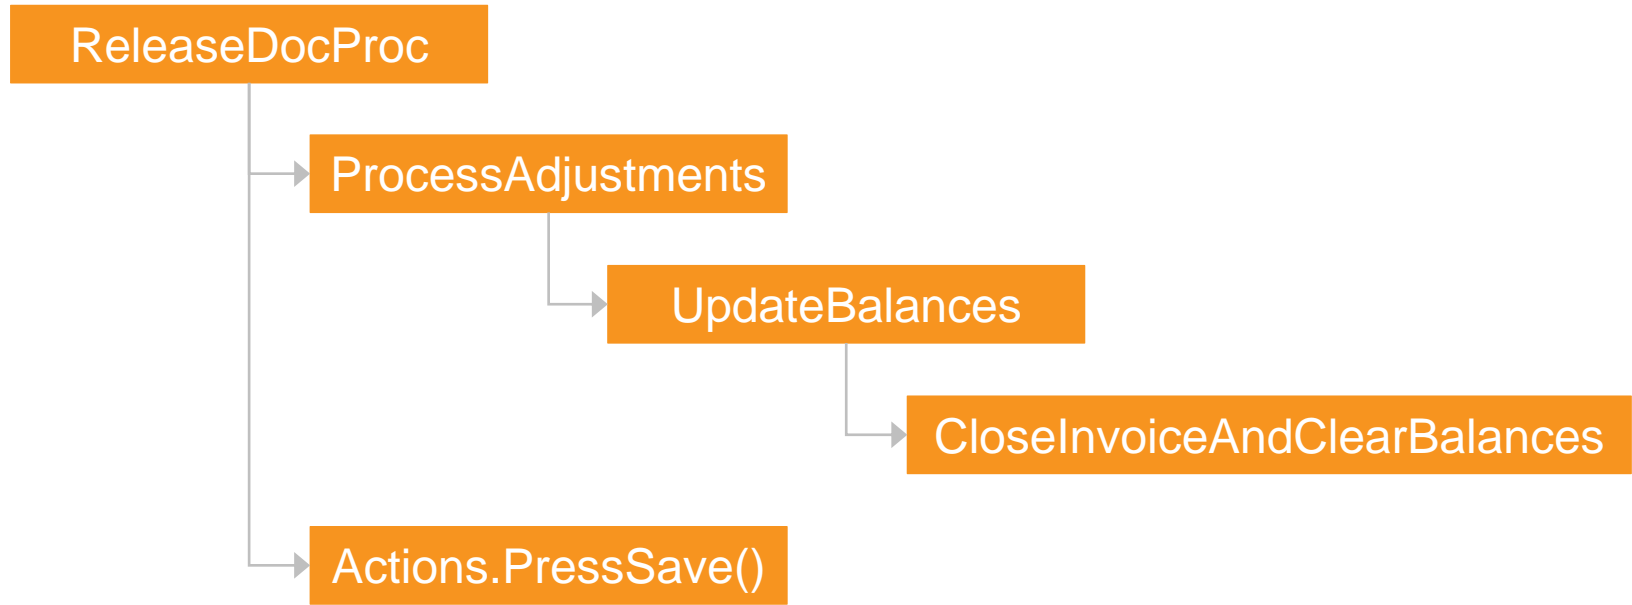 ReleaseDocProc
ProcessAdjustments
UpdateBalances
CloseInvoiceAndClearBalances
Actions.PressSave()